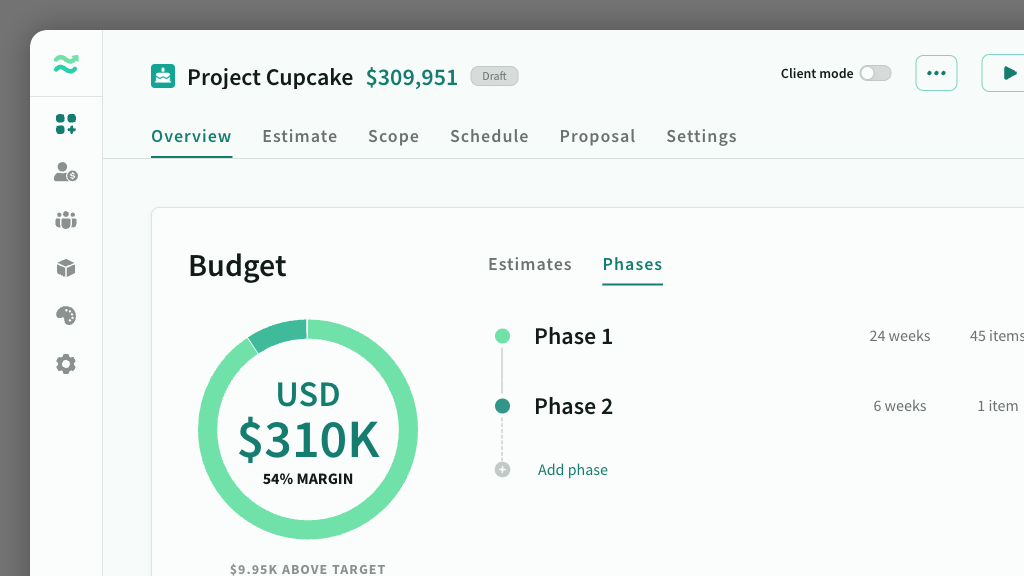 Project Cupcake $309,951 Draft
Client mode
Overview Estimate Scope Schedule Proposal Settings
Budget
Estimates Phases
Phase 1 24 weeks 45 items
Phase 2 6 weeks 1 item
Add phase
USD
$310K
54% MARGIN
$9.95K ABOVE TARGET